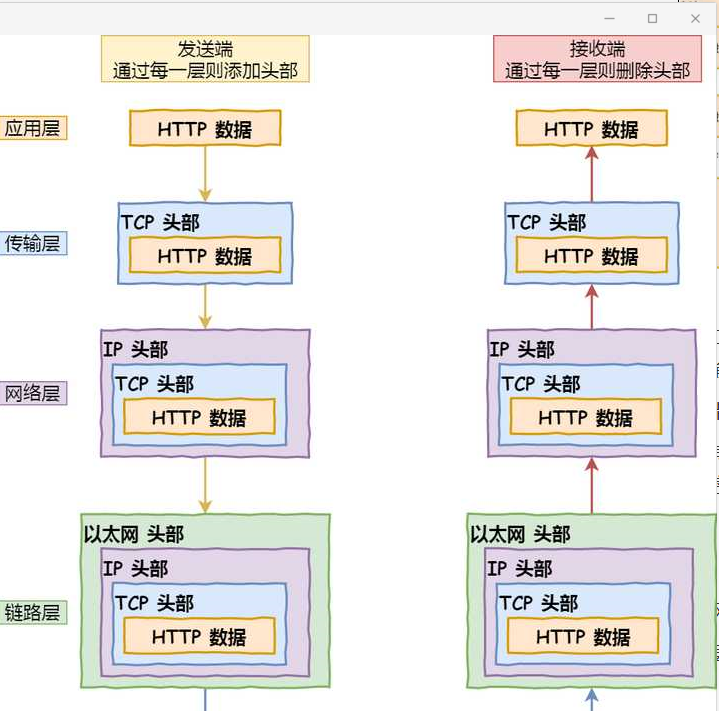 发送端
通过每一层则添加头部
接收端
通过每一层则删除头部
应用层
HTTP 数据
HTTP 数据
传输层
TCP 头部
HTTP 数据
TCP 头部
HTTP 数据
网络层
IP 头部
TCP 头部
HTTP 数据
IP 头部
TCP 头部
HTTP 数据
链路层
以太网 头部
IP 头部
TCP 头部
HTTP 数据
以太网 头部
IP 头部
TCP 头部
HTTP 数据